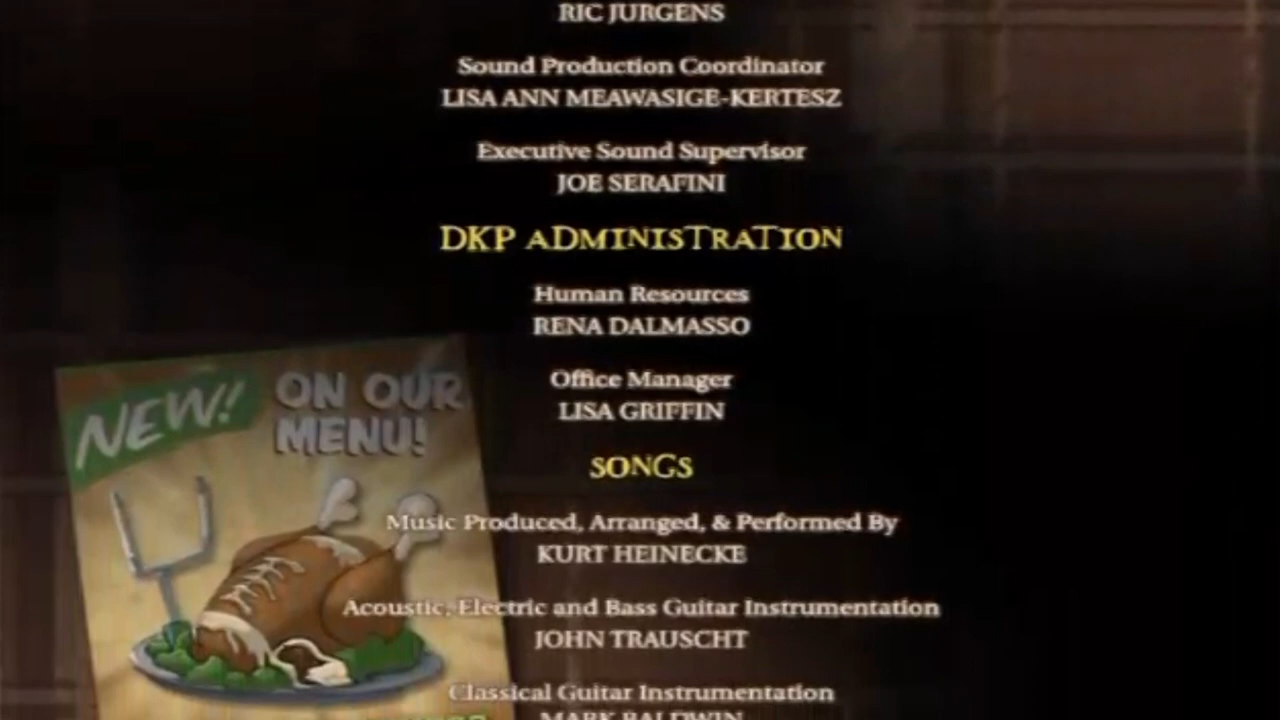 RIC JURGENS
Sound Production Coordinator
LISA ANN MEAWASIGE-KERTESZ
Executive Sound Supervisor
JOE SERAFINI
DKP ADMINISTRATION
Human Resources
RENA DALMASSO
Office Manager
LISA GRIFFIN
SONGS
Music Produced, Arranged, & Performed By
KURT HEINECKE
Acoustic, Electric and Bass Guitar Instrumentation
JOHN TRAUSCHT
Classical Guitar Instrumentation
MARK BALDWIN
NEW!
ON OUR
MENU!